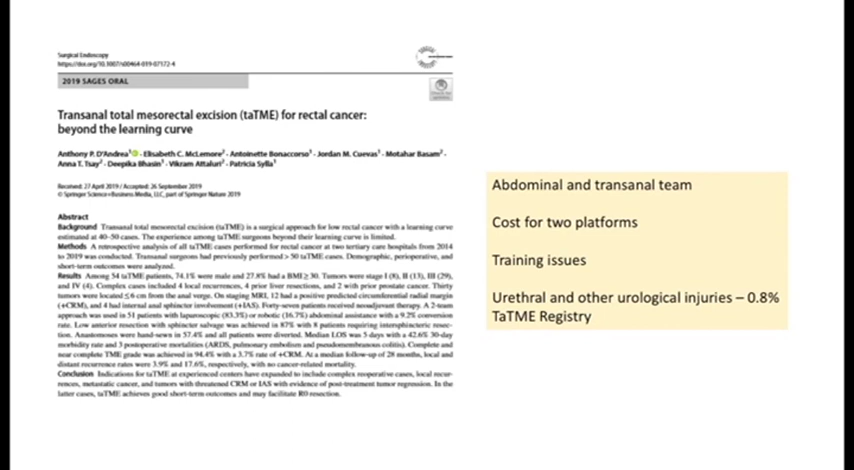 Surgical Endoscopy
https://doi.org/10.1007/s00464-019-07172-4
2019 SAGES ORAL
Transanal total mesorectal excision (taTME) for rectal cancer:
beyond the learning curve
Anthony P. D'Andrea¹ · Elisabeth C. McLemore² · Antoinette Bonaccorso¹ · Jordan M. Cuevas¹ · Motahar Basam² ·
Anna T. Tsay² · Deepika Bhasin¹ · Vikram Attaluri² · Patricia Sylla¹
Received: 27 April 2019 / Accepted: 26 September 2019
© Springer Science+Business Media, LLC, part of Springer Nature 2019
Abstract
Background Transanal total mesorectal excision (taTME) is a surgical approach for low rectal cancer with a learning curve
estimated at 40–50 cases. The experience among taTME surgeons beyond their learning curve is limited.
Methods A retrospective analysis of all taTME cases performed for rectal cancer at two tertiary care hospitals from 2014
to 2019 was conducted. Transanal surgeons had previously performed > 50 taTME cases. Demographic, perioperative, and
short-term outcomes were analyzed.
Results Among 54 taTME patients, 74.1% were male and 27.8% had a BMI ≥ 30. Tumors were stage I (8), II (13), III (29),
and IV (4). Complex cases included 4 local recurrences, 4 prior liver resections, and 2 with prior prostate cancer. Thirty
tumors were located ≤ 6 cm from the anal verge. On staging MRI, 12 had a positive predicted circumferential radial margin
(+CRM), and 4 had internal anal sphincter involvement (+IAS). Forty-seven patients received neoadjuvant therapy. A 2-team
approach was used in 51 patients with laparoscopic (83.3%) or robotic (16.7%) abdominal assistance with a 9.2% conversion
rate. Low anterior resection with sphincter salvage was achieved in 87% with 8 patients requiring intersphincteric resec-
tion. Anastomoses were hand-sewn in 57.4% and all patients were diverted. Median LOS was 5 days with a 42.6% 30-day
morbidity rate and 3 postoperative mortalities (ARDS, pulmonary embolism and pseudomembranous colitis). Complete and
near complete TME grade was achieved in 94.4% with a 3.7% rate of +CRM. At a median follow-up of 28 months, local and
distant recurrence rates were 3.9% and 17.6%, respectively, with no cancer-related mortality.
Conclusion Indications for taTME at experienced centers have expanded to include complex reoperative cases, local recur-
rences, metastatic cancer, and tumors with threatened CRM or IAS with evidence of post-treatment tumor regression. In the
latter cases, taTME achieves good short-term outcomes and may facilitate R0 resection.
Abdominal and transanal team
Cost for two platforms
Training issues
Urethral and other urological injuries – 0.8%
TaTME Registry